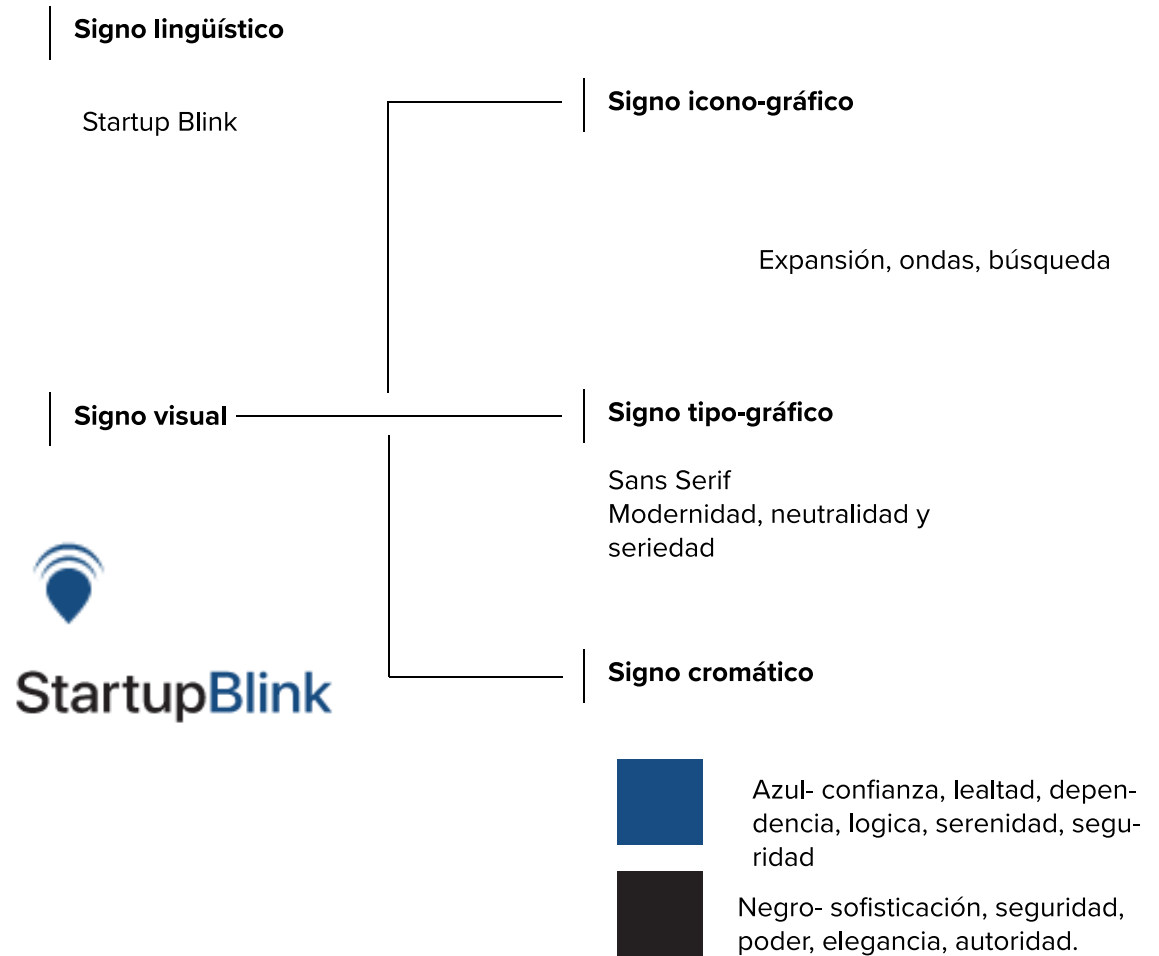 Signo lingüístico
Startup Blink
Signo visual
StartupBlink
Signo icono-gráfico
Expansión, ondas, búsqueda
Signo tipo-gráfico
Sans Serif
Modernidad, neutralidad y
seriedad
Signo cromático
Azul- confianza, lealtad, depen-
dencia, logica, serenidad, segu-
ridad
Negro- sofisticación, seguridad,
poder, elegancia, autoridad.